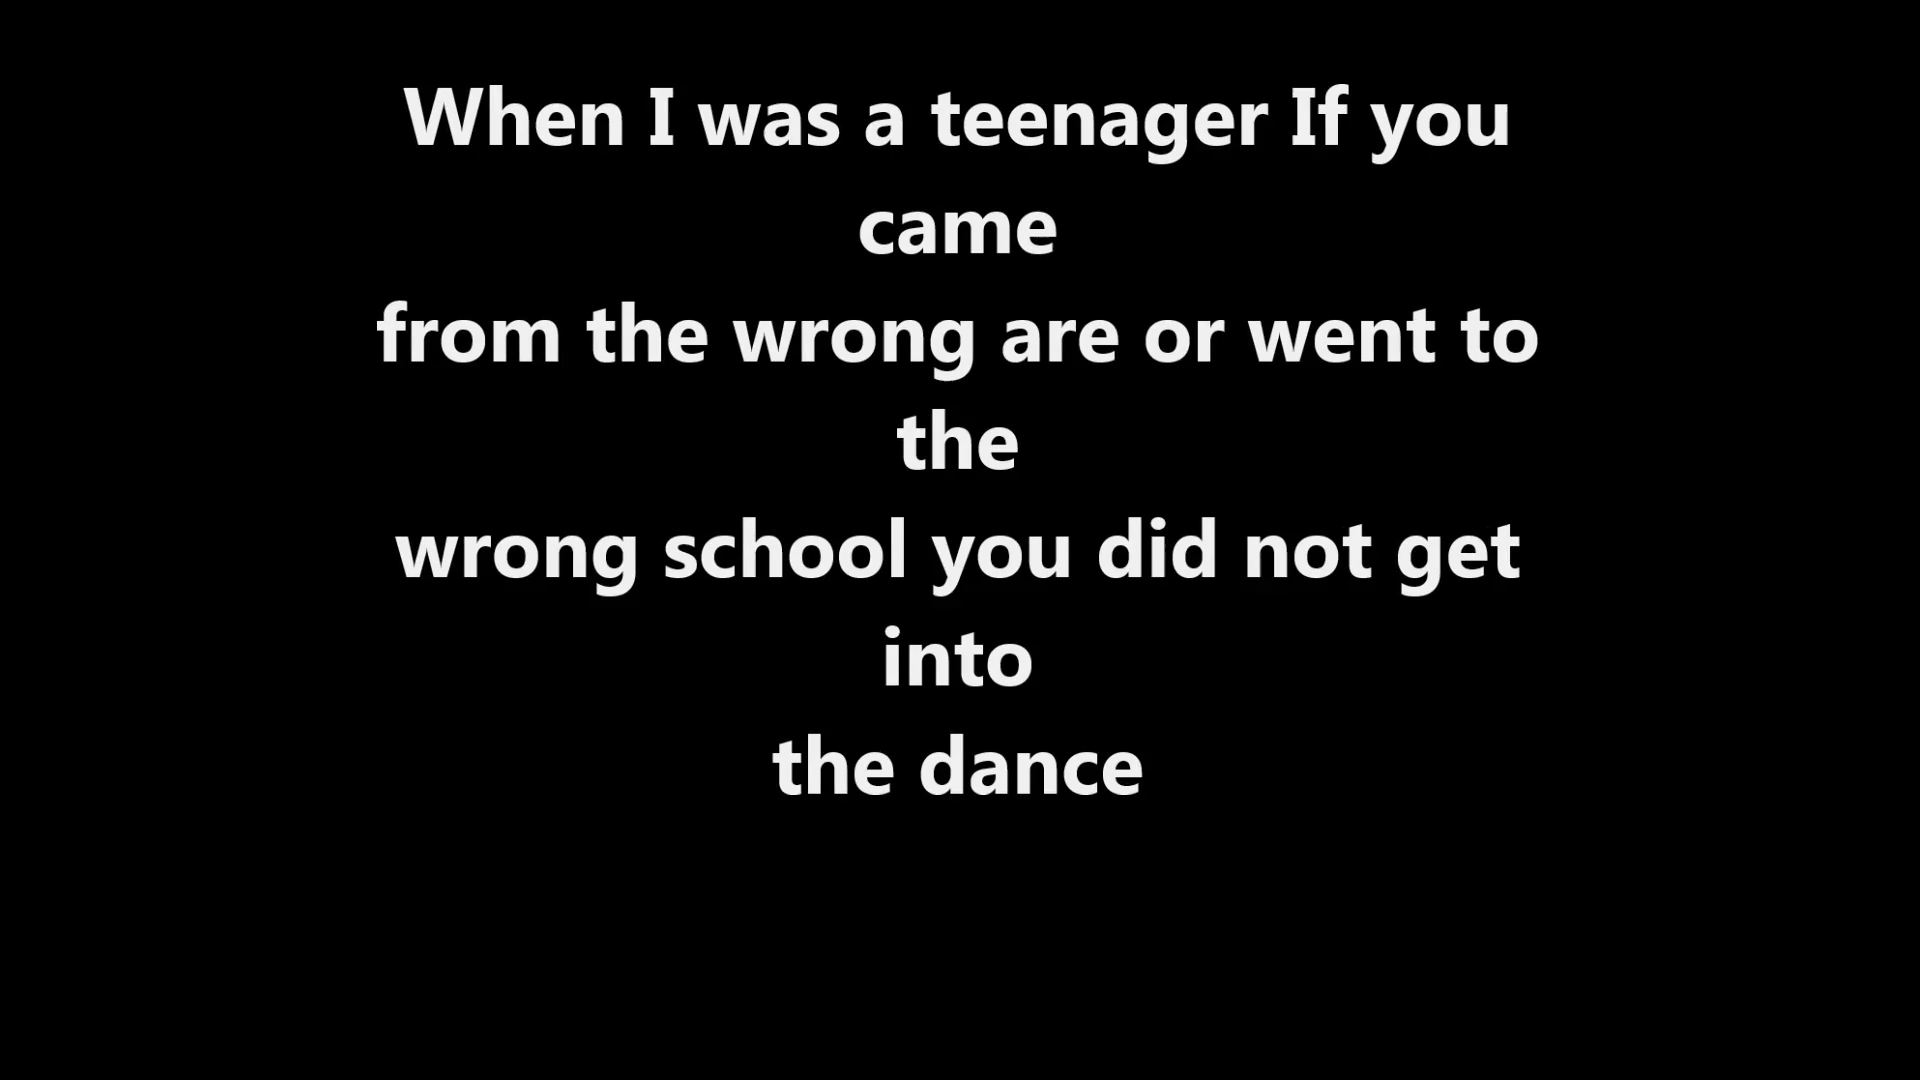 When I was a teenager If you
came
from the wrong are or went to
the
wrong school you did not get
into
the dance